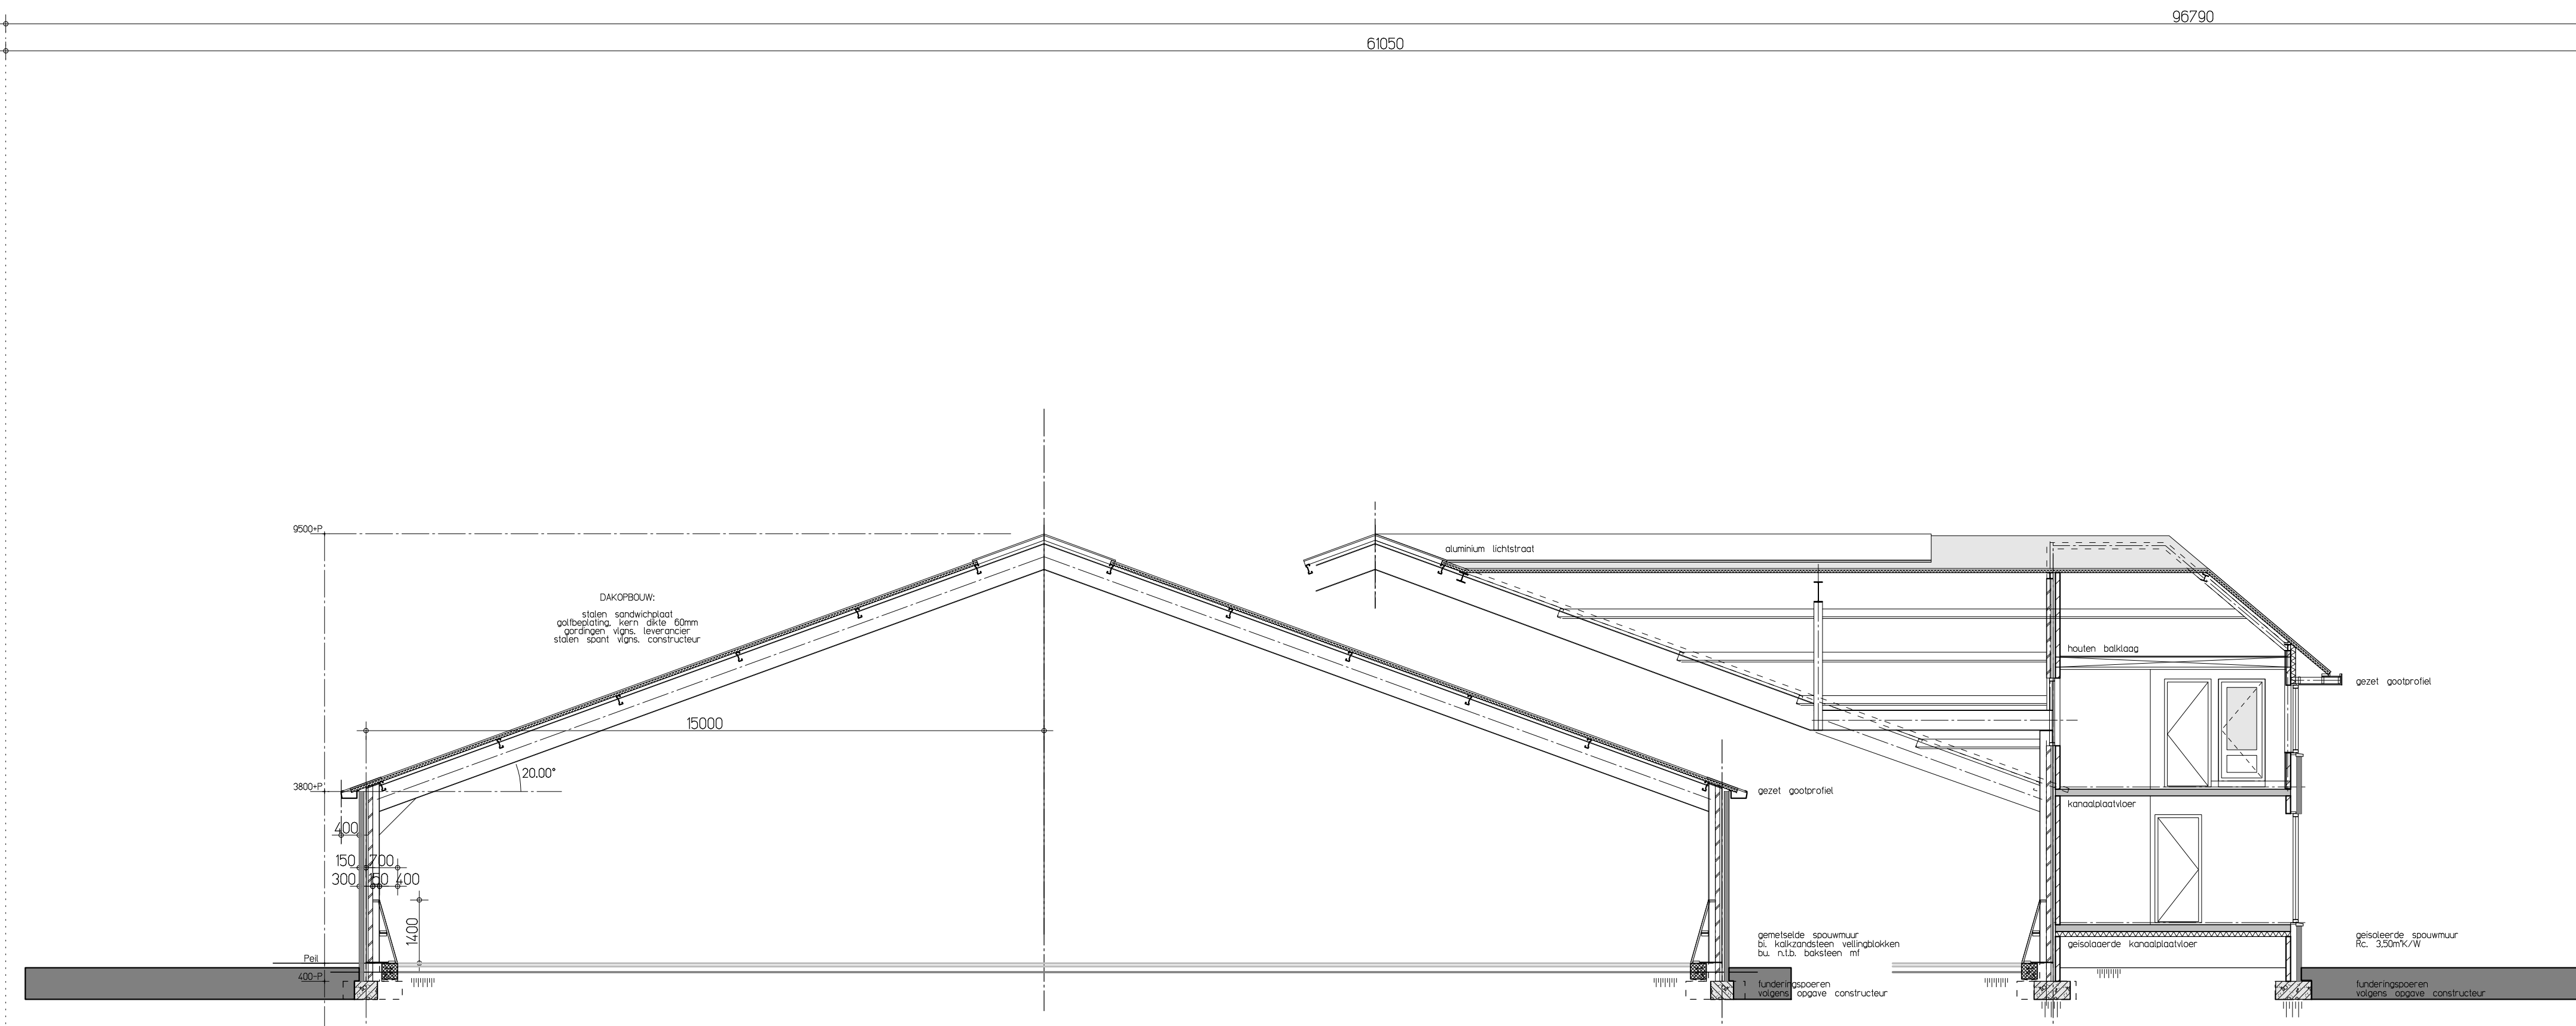 96790
61050
9500+P
aluminium lichtstraat
DAKOPBOUW:
stalen sandwichplaat
golfbeplating, kern dikte 60mm
gordingen vlgns. leverancier
stalen spant vlgns. constructeur
houten balklaag
gezet gootprofiel
15000
20.00°
3800+P
gezet gootprofiel
kanaalplaatvloer
400
150 700
300 150 400
1400
gemetselde spouwmuur
bi. kalkzandsteen vellingblokken
bu. n.t.b. baksteen mf
geisolaaerde kanaalplaatvloer
geisoleerde spouwmuur
Rc. 3,50m²K/W
Peil
400-P
funderingspoeren
volgens opgave constructeur
funderingspoeren
volgens opgave constructeur